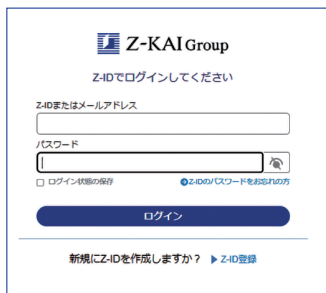 Z-KAI Group
Z-IDでログインしてください
Z-IDまたはメールアドレス
パスワード
ログイン状態の保存 Z-IDのパスワードをお忘れの方
ログイン
新規にZ-IDを作成しますか？ ▶ Z-ID登録